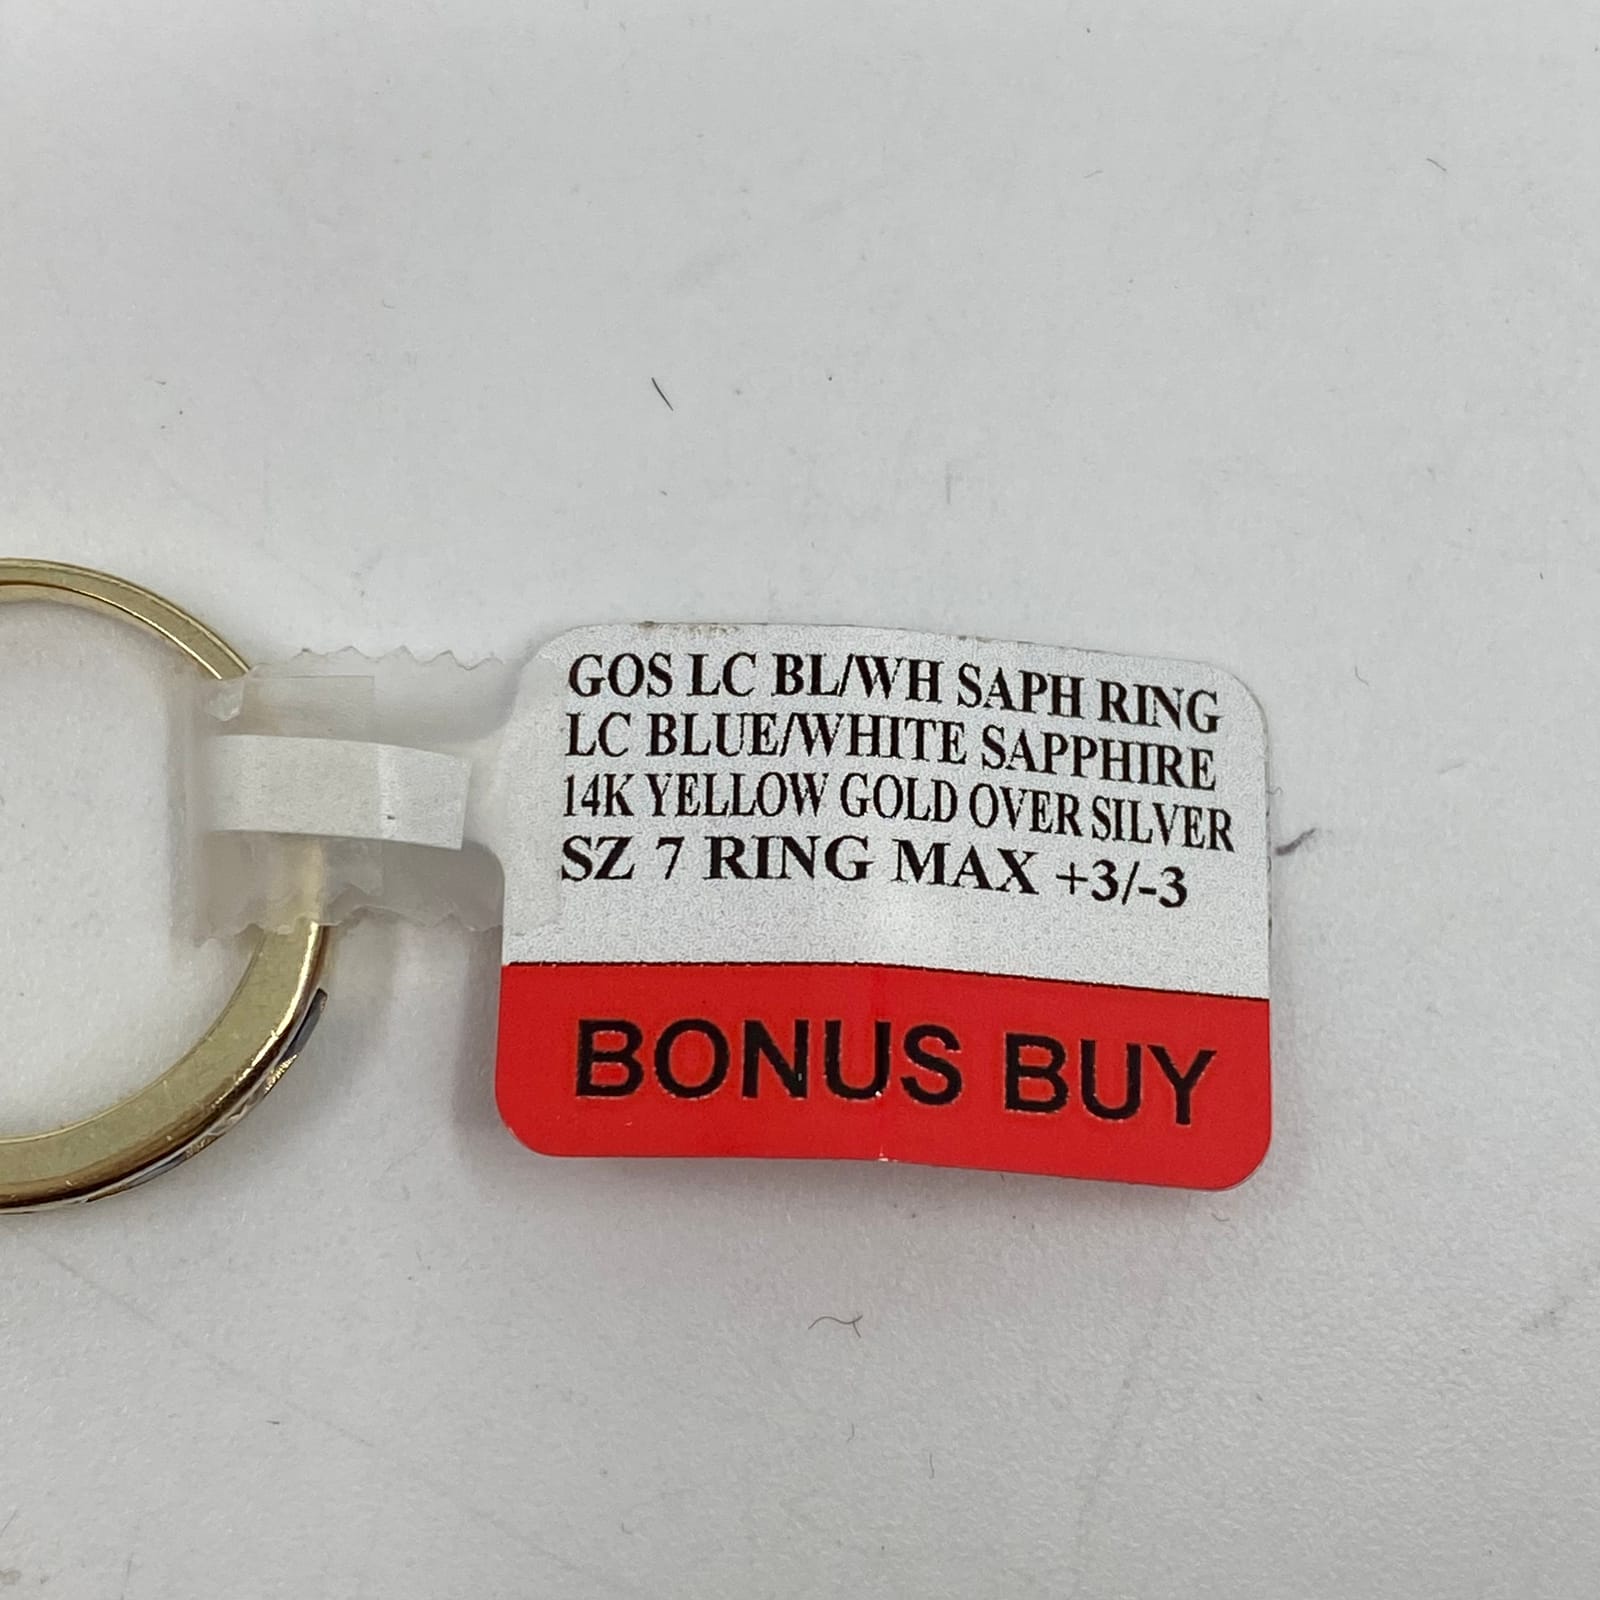 GOS LC BL/WH SAPH RING
LC BLUE/WHITE SAPPHIRE
14K YELLOW GOLD OVER SILVER
SZ 7 RING MAX +3/-3
BONUS BUY